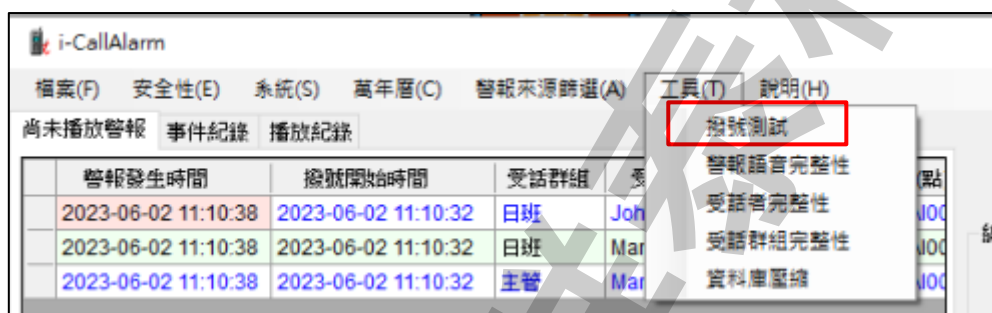 i-CallAlarm
檔案(F) 安全性(E) 系統(S) 萬年曆(C) 警報來源篩選(A) 工具(T) 說明(H)
尚未播放警報 事件紀錄 播放紀錄
撥號測試
警報語音完整性
受話者完整性
受話群組完整性
資料庫壓縮
警報發生時間 撥號開始時間 受話群組
2023-06-02 11:10:38 2023-06-02 11:10:32 日班 Joh
2023-06-02 11:10:38 2023-06-02 11:10:32 日班 Mar
2023-06-02 11:10:38 2023-06-02 11:10:32 主管 Mar